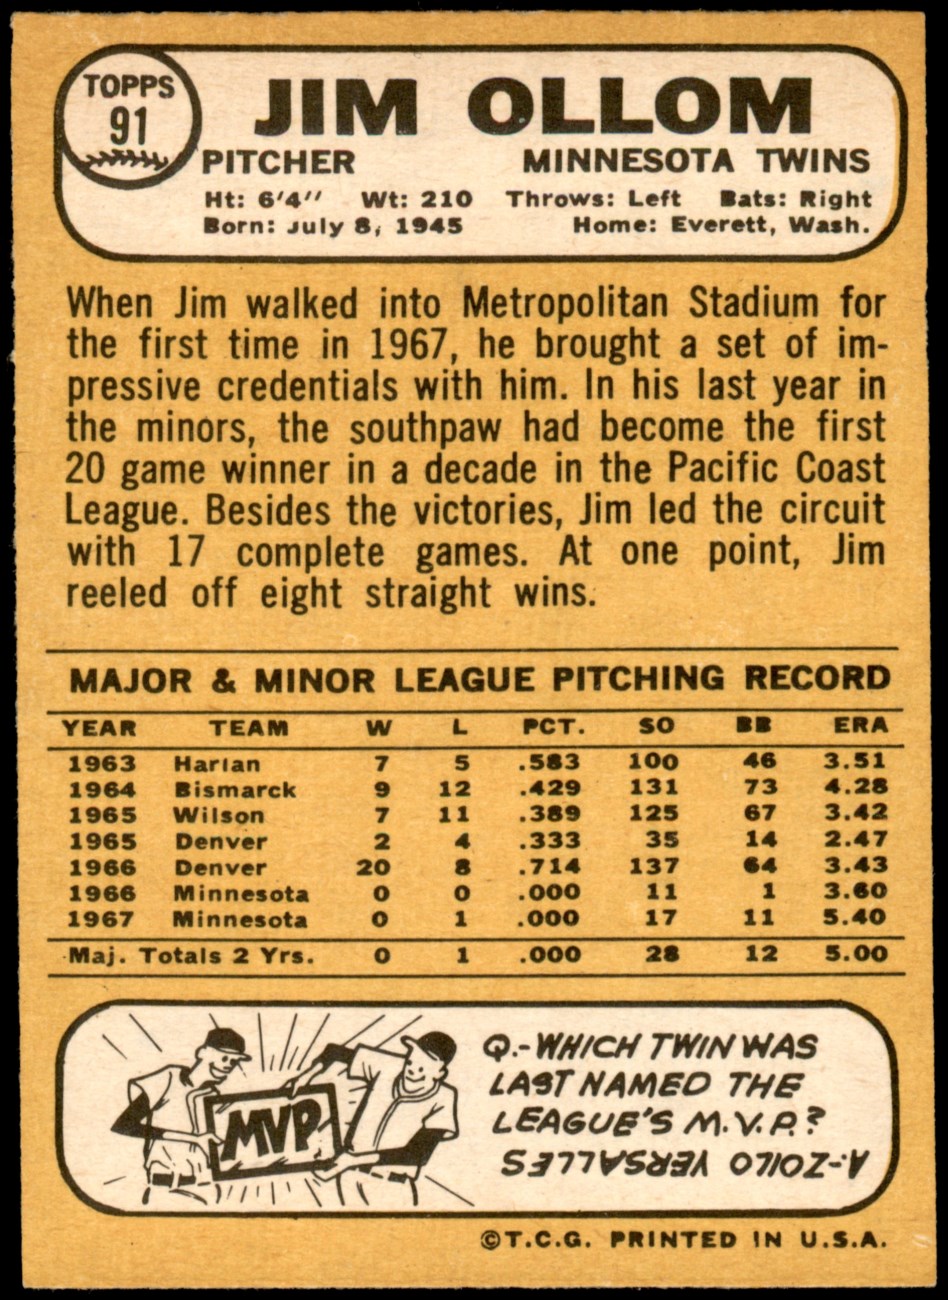 TOPPS
91
JIM OLLOM
PITCHER MINNESOTA TWINS
Ht: 6'4'' Wt: 210 Throws: Left Bats: Right
Born: July 8, 1945 Home: Everett, Wash.
When Jim walked into Metropolitan Stadium for
the first time in 1967, he brought a set of im-
pressive credentials with him. In his last year in
the minors, the southpaw had become the first
20 game winner in a decade in the Pacific Coast
League. Besides the victories, Jim led the circuit
with 17 complete games. At one point, Jim
reeled off eight straight wins.
MAJOR & MINOR LEAGUE PITCHING RECORD
YEAR TEAM W L PCT. SO BB ERA
1963 Harlan 7 5 .583 100 46 3.51
1964 Bismarck 9 12 .429 131 73 4.28
1965 Wilson 7 11 .389 125 67 3.42
1965 Denver 2 4 .333 35 14 2.47
1966 Denver 20 8 .714 137 64 3.43
1966 Minnesota 0 0 .000 11 1 3.60
1967 Minnesota 0 1 .000 17 11 5.40
Maj. Totals 2 Yrs. 0 1 .000 28 12 5.00
MVP
Q.-WHICH TWIN WAS
LAST NAMED THE
LEAGUE'S M.V.P.?
A-ZOILO VERSALLES
©T.C.G. PRINTED IN U.S.A.